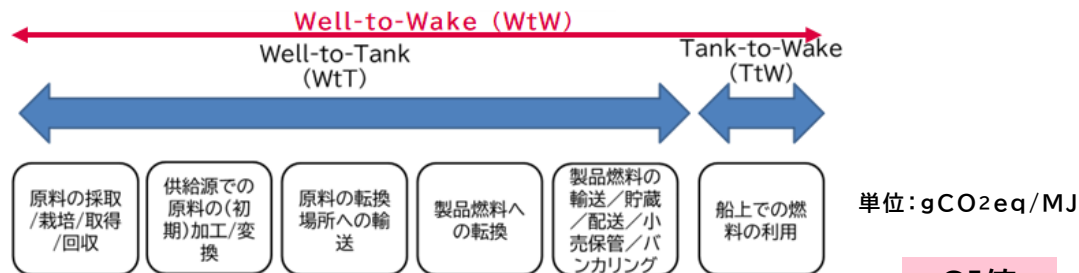 Well-to-Wake（WtW）
Well-to-Tank
（WtT）
Tank-to-Wake
（TtW）
原料の採取
/栽培/取得
/回収
供給源での
原料の(初
期)加工/変
換
原料の転換
場所への輸
送
製品燃料へ
の転換
製品燃料の
輸送／貯蔵
／配送／小
売保管／バ
ンカリング
船上での燃
料の利用
単位:gCO2eq/MJ